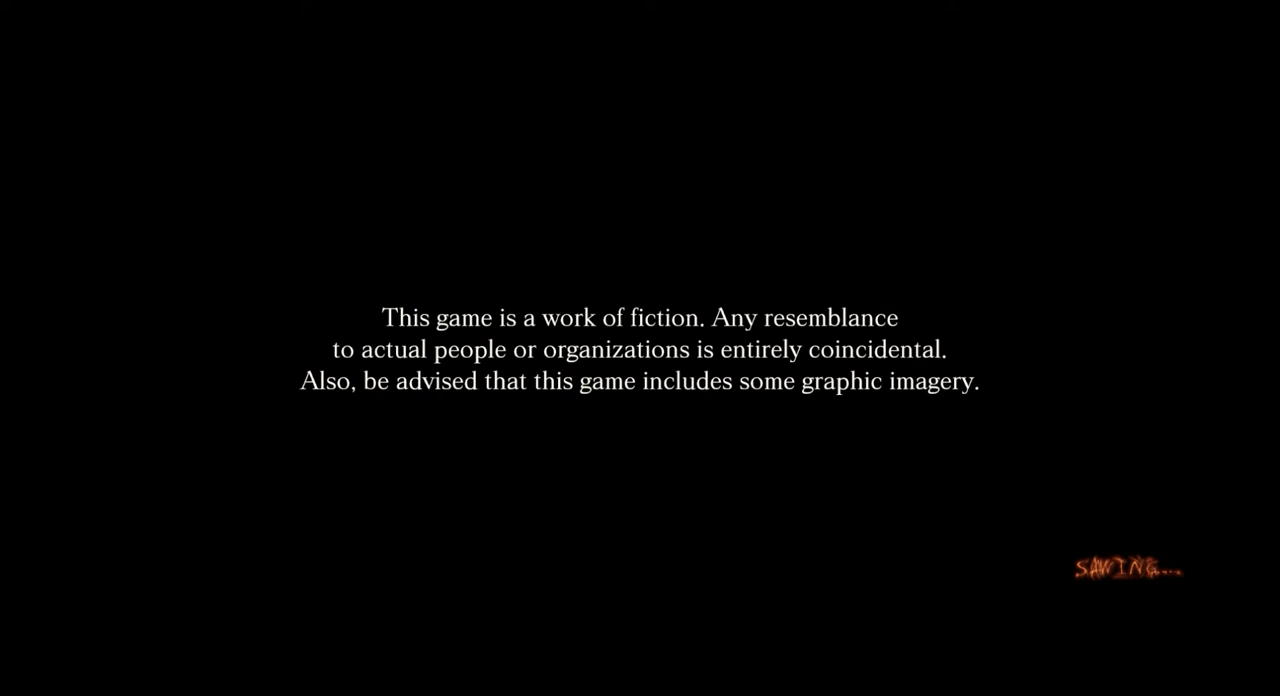 This game is a work of fiction. Any resemblance
to actual people or organizations is entirely coincidental.
Also, be advised that this game includes some graphic imagery.
SAWING...